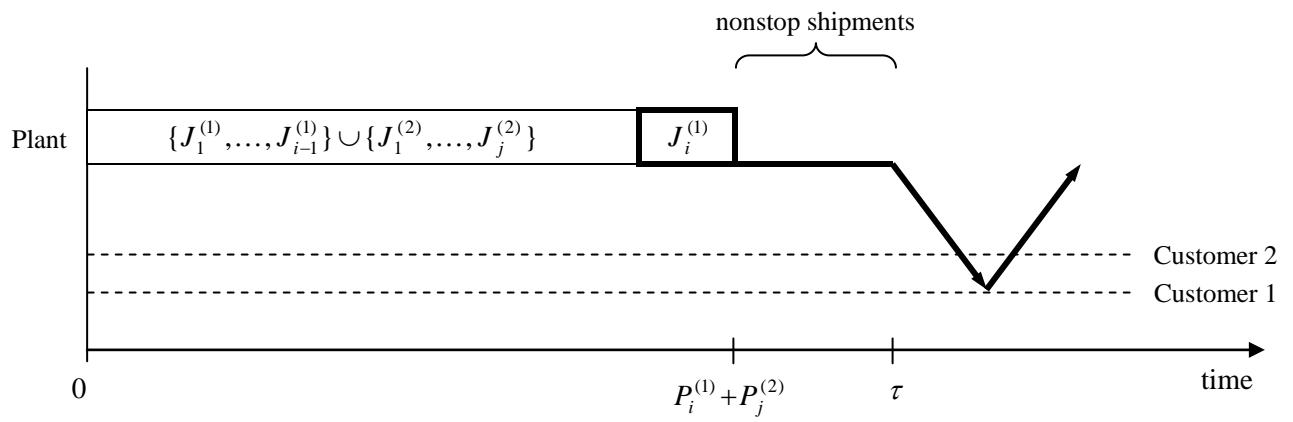 nonstop shipments
Plant
{J_1^{(1)},…,J_{i−1}^{(1)}} ∪ {J_1^{(2)},…,J_j^{(2)}}
J_i^{(1)}
Customer 2
Customer 1
0
P_i^{(1)}+P_j^{(2)}
τ
time